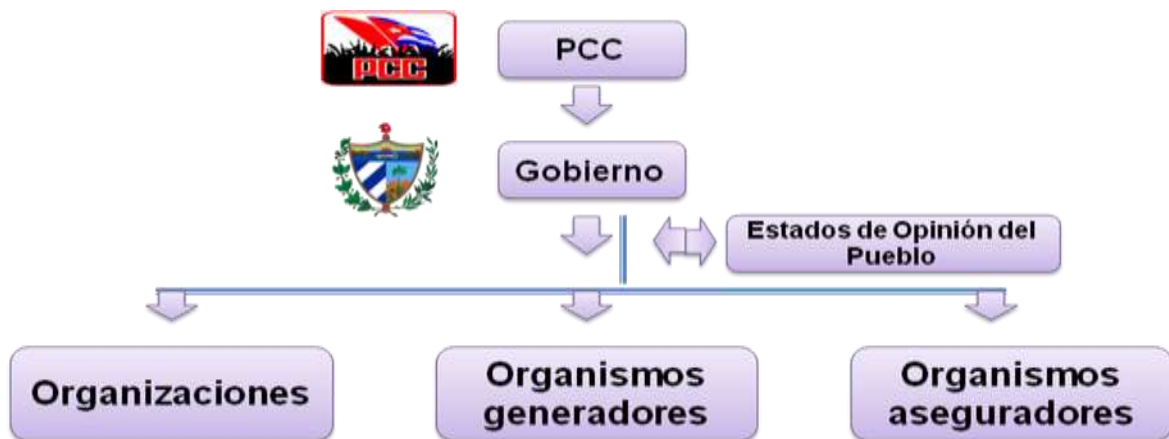 PCC
PCC
Gobierno
Estados de Opinión del
Pueblo
Organizaciones
Organismos
generadores
Organismos
aseguradores